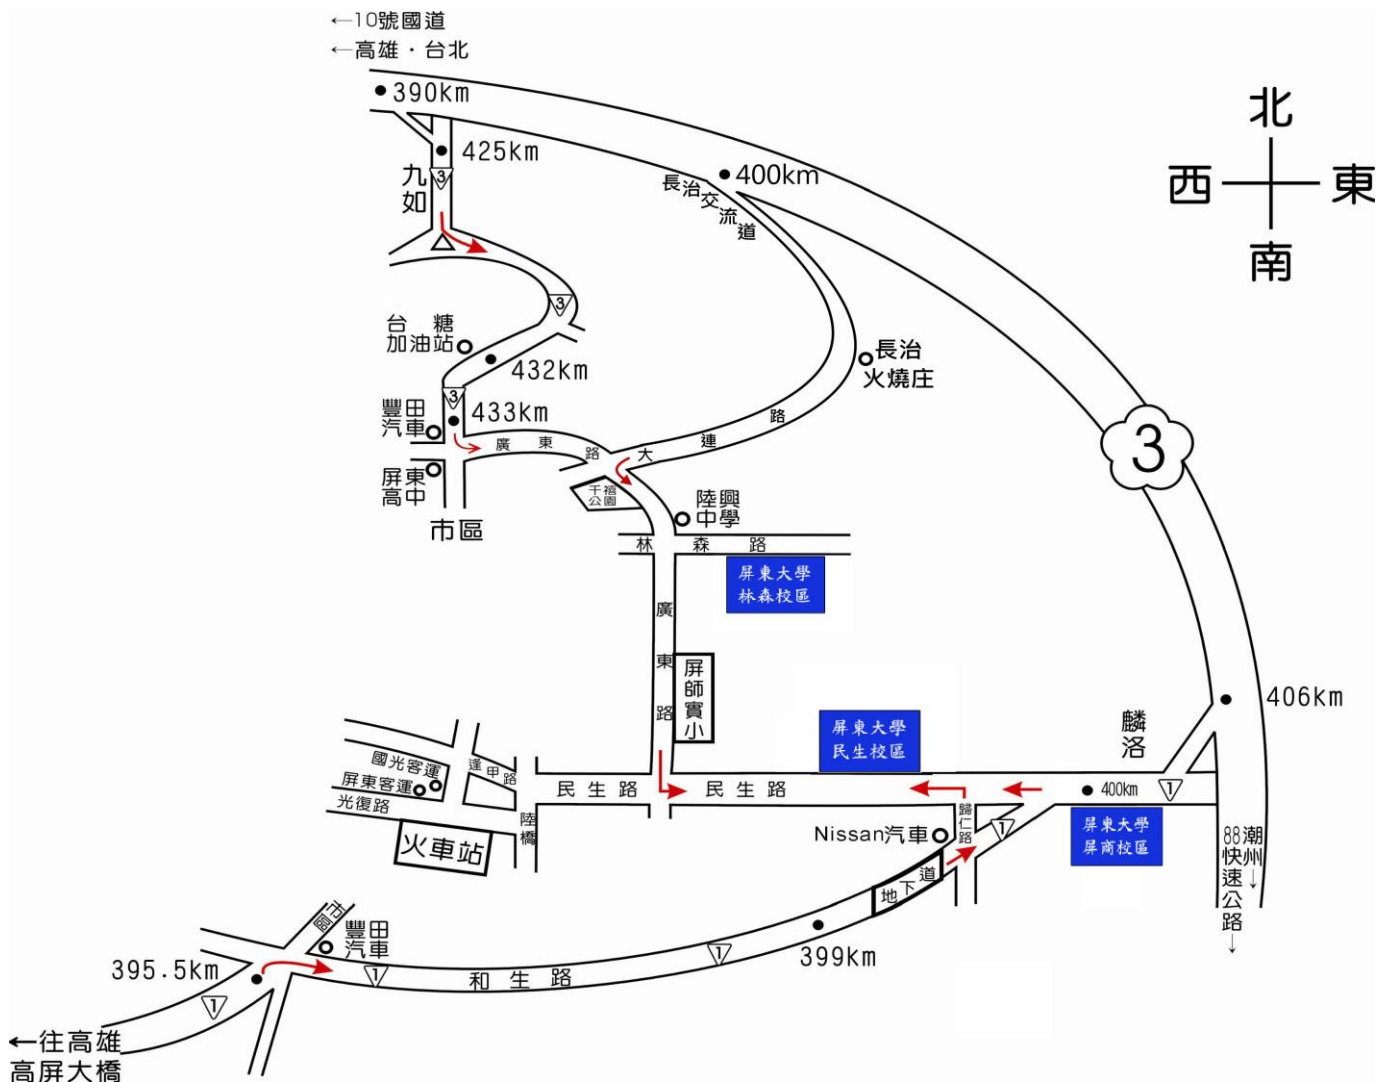 ←10號國道
←高雄．台北
390km
425km
3
九如
北
西
東
南
400km
長治交流道
3
台糖
加油站
432km
長治
火燒庄
3
433km
豐田
汽車
屏東
高中
市區
廣東路
大連路
千禧
公園
陸興
中學
3
林森路
屏東大學
林森校區
廣東路
屏師實小
屏東大學
民生校區
麟洛
406km
國光客運
屏東客運
光復路
逢甲路
火車站
陸橋
民生路
民生路
400km
1
屏東大學
屏商校區
Nissan汽車
歸仁路
1
地下道
潮州↓
88快速公路↓
市區
豐田
汽車
395.5km
1
1
和生路
1
399km
←往高雄
高屏大橋